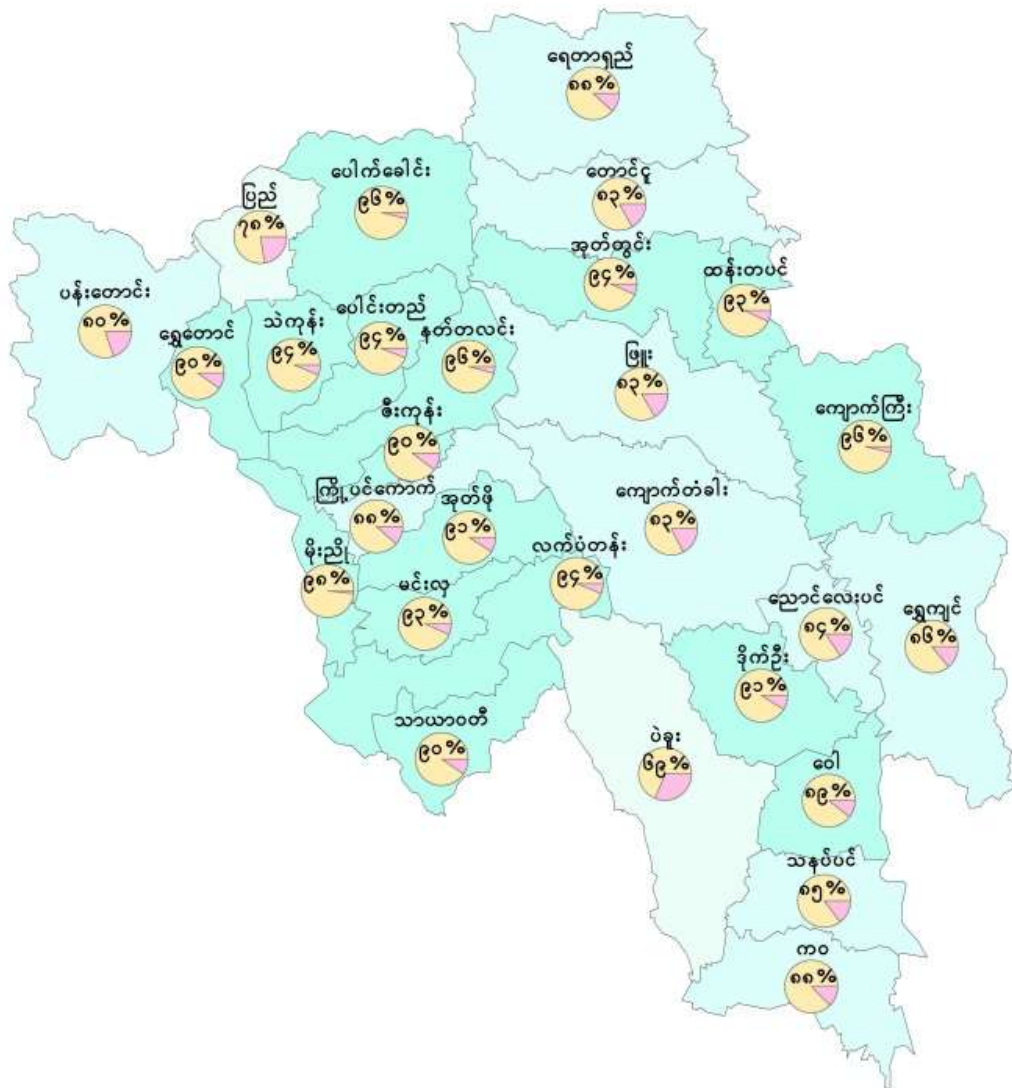 ရေတာရှည်
၈၈%
တောင်ငူ
၈၃%
ပေါက်ခေါင်း
၉၆%
ပြည်
၇၈%
အုတ်တွင်း
၉၄%
ထန်းတပင်
၉၃%
ပန်းတောင်း
၈၀%
ရွှေတောင်
၉၀%
သဲကုန်း
၉၄%
ပေါင်းတည်
၉၄%
နတ်တလင်း
၉၆%
ဖြူး
၈၃%
ကျောက်ကြီး
၉၆%
ဇီးကုန်း
၉၀%
ကြို့ပင်ကောက်
၈၈%
အုတ်ဖို
၉၁%
ကျောက်တံခါး
၈၃%
မိုးညို
၉၈%
မင်းလှ
၉၃%
လက်ပံတန်း
၉၄%
ညောင်လေးပင်
၈၄%
ရွှေကျင်
၈၆%
ဒိုက်ဦး
၉၁%
သာယာဝတီ
၉၀%
ပဲခူး
၆၉%
ဝေါ
၈၉%
သနပ်ပင်
၈၅%
ကဝ
၈၈%